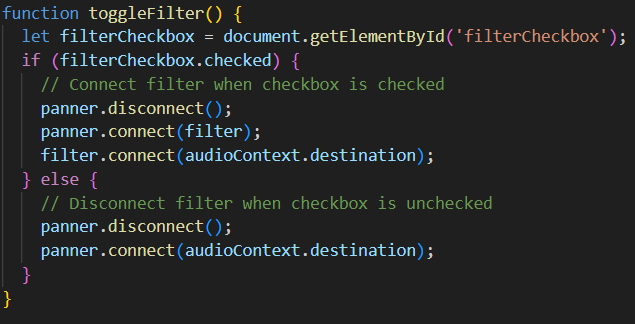 function toggleFilter() {
  let filterCheckbox = document.getElementById('filterCheckbox');
  if (filterCheckbox.checked) {
    // Connect filter when checkbox is checked
    panner.disconnect();
    panner.connect(filter);
    filter.connect(audioContext.destination);
  } else {
    // Disconnect filter when checkbox is unchecked
    panner.disconnect();
    panner.connect(audioContext.destination);
  }
}